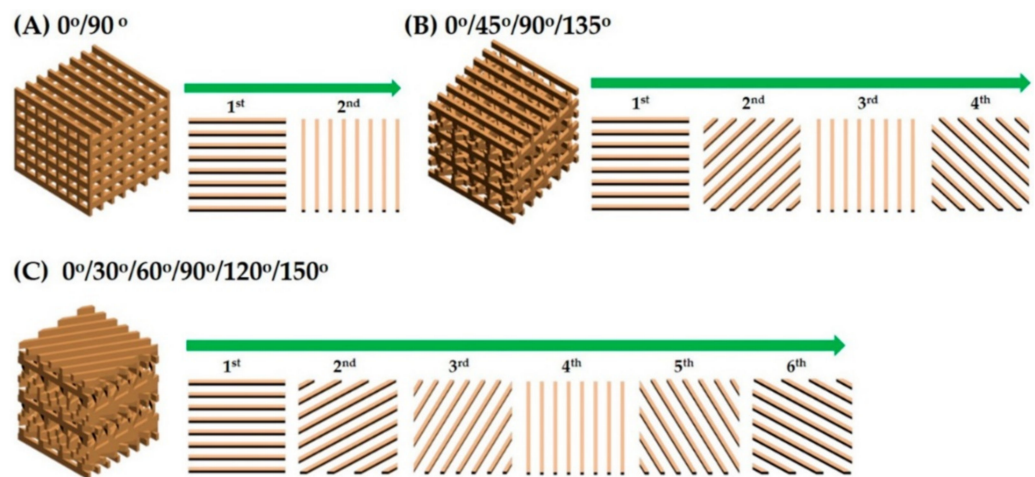 (A) 0º/90 º
(B) 0º/45º/90º/135º
1st 2nd
1st 2nd 3rd 4th
(C) 0º/30º/60º/90º/120º/150º
1st 2nd 3rd 4th 5th 6th